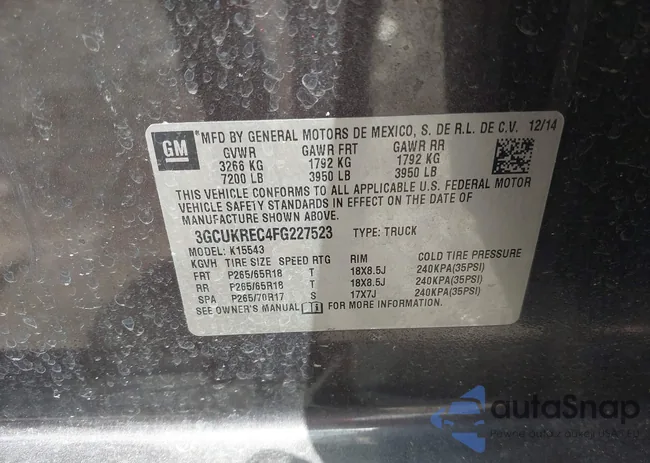 GM
*MFD BY GENERAL MOTORS DE MEXICO, S. DE R.L. DE C.V. 12/14
GVWR GAWR FRT GAWR RR
3266 KG 1792 KG 1792 KG
7200 LB 3950 LB 3950 LB
THIS VEHICLE CONFORMS TO ALL APPLICABLE U.S. FEDERAL MOTOR
VEHICLE SAFETY STANDARDS IN EFFECT ON THE DATE OF
MANUFACTURE SHOWN ABOVE.
3GCUKREC4FG227523 TYPE: TRUCK
MODEL: K15543
KGVH TIRE SIZE SPEED RTG RIM COLD TIRE PRESSURE
FRT P265/65R18 T 18X8.5J 240KPA(35PSI)
RR P265/65R18 T 18X8.5J 240KPA(35PSI)
SPA P265/70R17 S 17X7J 240KPA(35PSI)
SEE OWNER'S MANUAL FOR MORE INFORMATION.
autaSnap
Pewne auta z